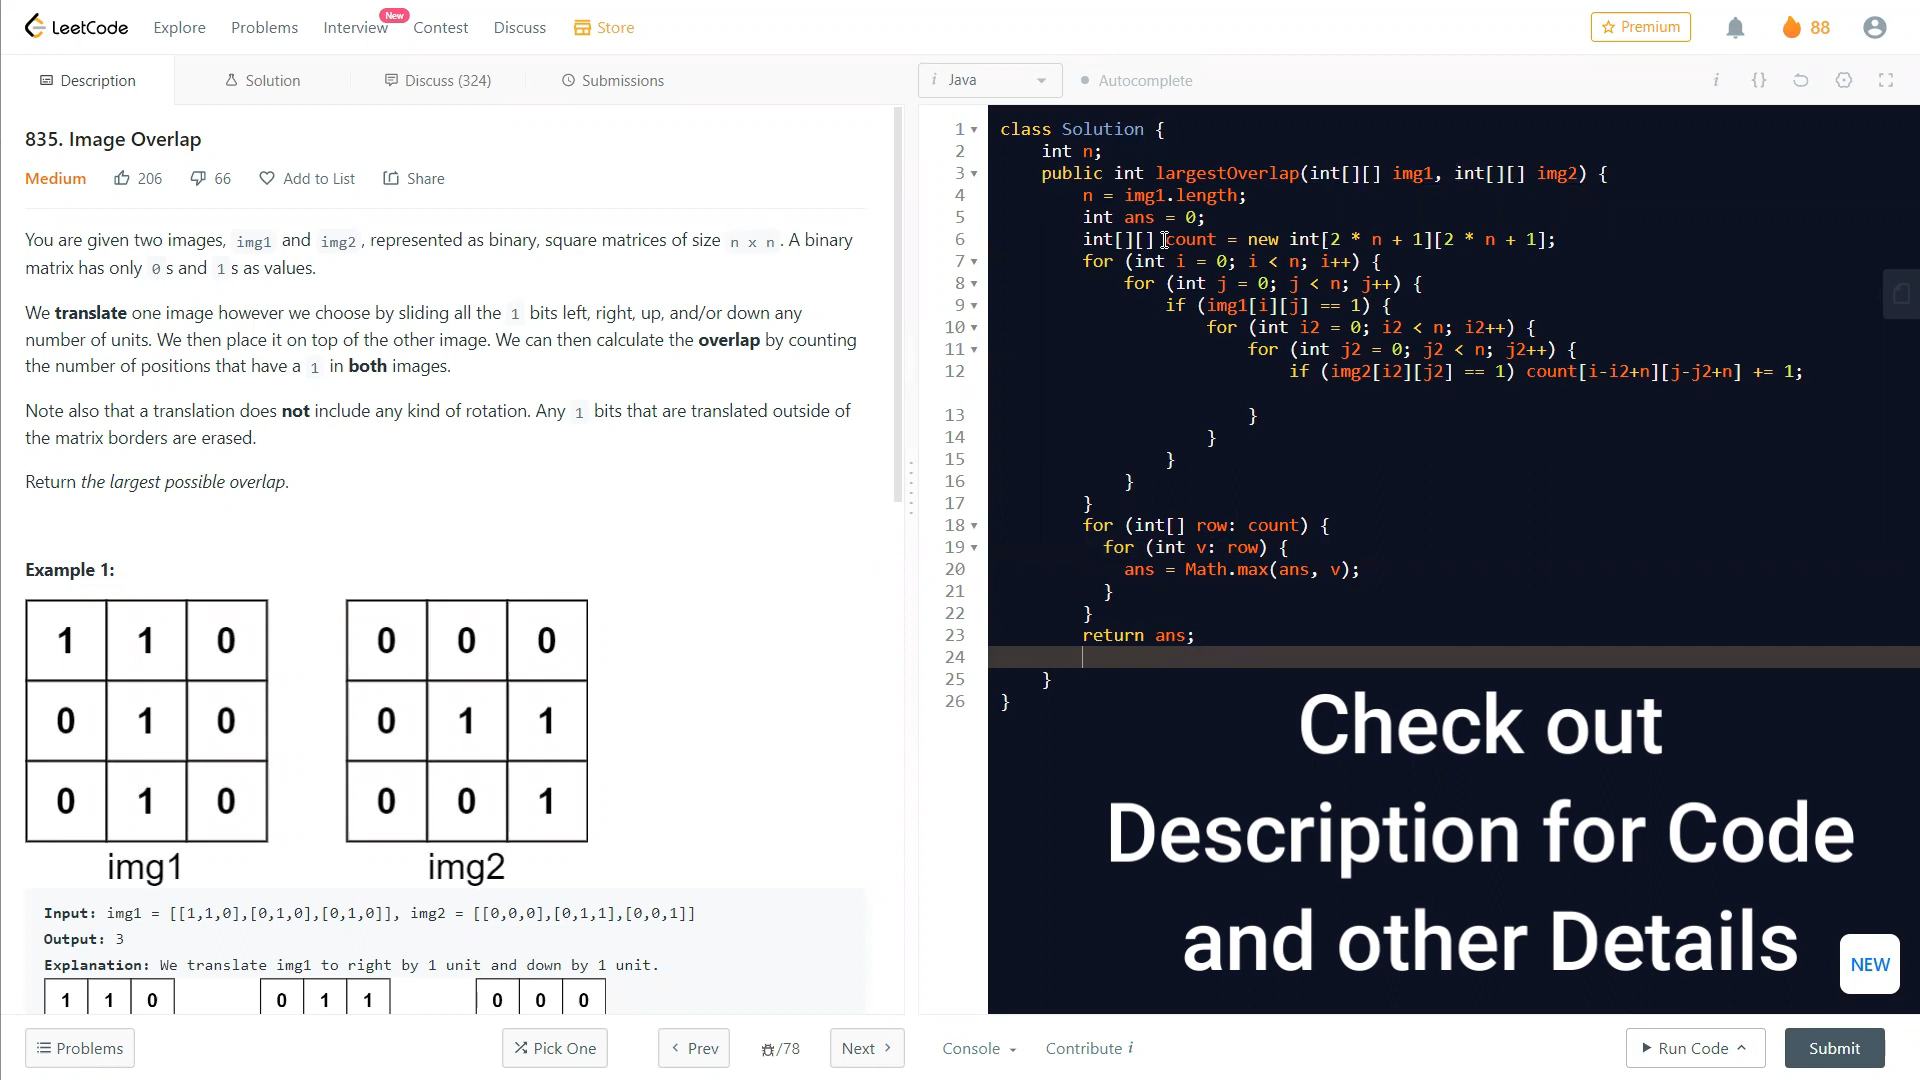 LeetCode
Explore
Problems
Interview
New
Contest
Discuss
Store
Premium
88
Description
Solution
Discuss (324)
Submissions
i Java
Autocomplete
i {}
835. Image Overlap
Medium
206
66
Add to List
Share
You are given two images, img1 and img2, represented as binary, square matrices of size n x n. A binary
matrix has only 0s and 1s as values.
We translate one image however we choose by sliding all the 1 bits left, right, up, and/or down any
number of units. We then place it on top of the other image. We can then calculate the overlap by counting
the number of positions that have a 1 in both images.
Note also that a translation does not include any kind of rotation. Any 1 bits that are translated outside of
the matrix borders are erased.
Return the largest possible overlap.
Example 1:
1 1 0
0 1 0
0 1 0
img1
0 0 0
0 1 1
0 0 1
img2
Input: img1 = [[1,1,0],[0,1,0],[0,1,0]], img2 = [[0,0,0],[0,1,1],[0,0,1]]
Output: 3
Explanation: We translate img1 to right by 1 unit and down by 1 unit.
1 1 0
0 1 1
0 0 0
1 class Solution {
2 int n;
3 public int largestOverlap(int[][] img1, int[][] img2) {
4 n = img1.length;
5 int ans = 0;
6 int[][] count = new int[2 * n + 1][2 * n + 1];
7 for (int i = 0; i < n; i++) {
8 for (int j = 0; j < n; j++) {
9 if (img1[i][j] == 1) {
10 for (int i2 = 0; i2 < n; i2++) {
11 for (int j2 = 0; j2 < n; j2++) {
12 if (img2[i2][j2] == 1) count[i-i2+n][j-j2+n] += 1;
13 }
14 }
15 }
16 }
17 }
18 for (int[] row: count) {
19 for (int v: row) {
20 ans = Math.max(ans, v);
21 }
22 }
23 return ans;
24
25 }
26 }
Check out
Description for Code
and other Details
NEW
Problems
Pick One
Prev
/78
Next
Console
Contribute i
Run Code
Submit